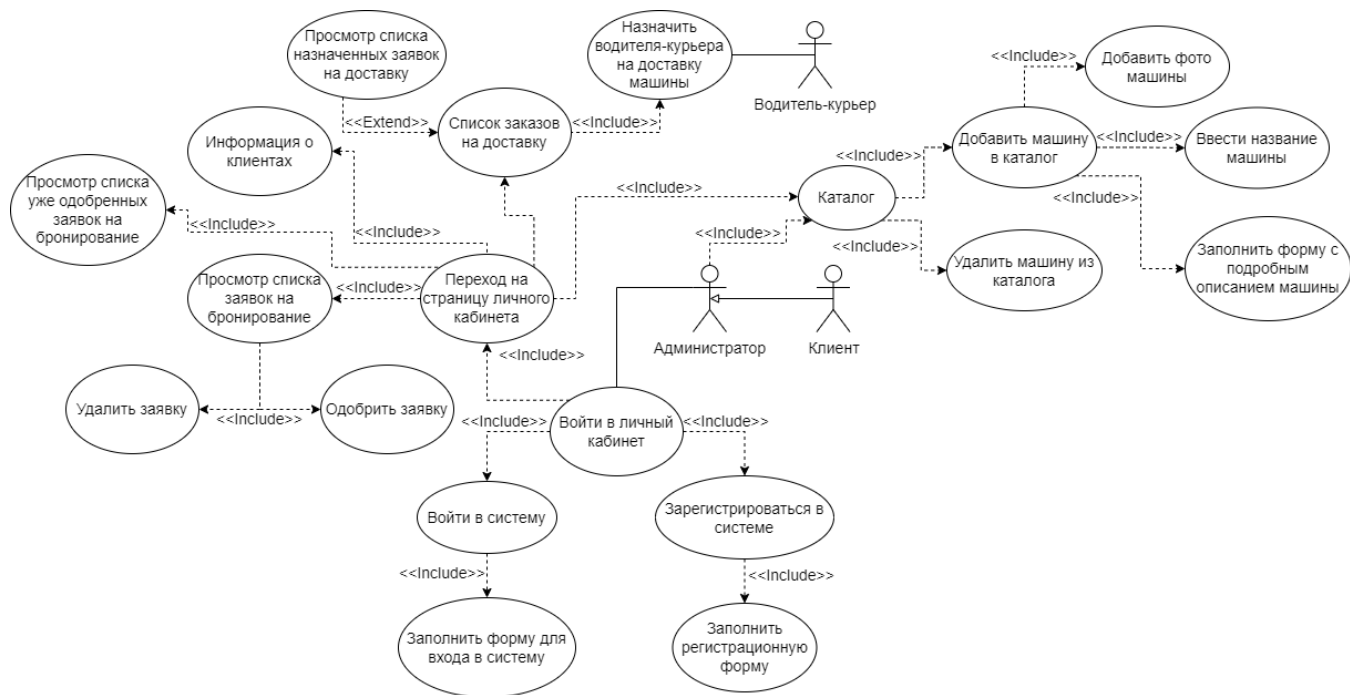 Просмотр списка
назначенных заявок
на доставку
Назначить
водителя-курьера
на доставку
машины
Водитель-курьер
<<Include>>
Добавить фото
машины
<<Extend>>
Список заказов
на доставку
<<Include>>
Информация о
клиентах
<<Include>>
Добавить машину
в каталог
<<Include>>
Ввести название
машины
Просмотр списка
уже одобренных
заявок на
бронирование
<<Include>>
<<Include>>
<<Include>>
Каталог
<<Include>>
<<Include>>
<<Include>>
Просмотр списка
заявок на
бронирование
<<Include>>
Переход на
страницу личного
кабинета
Удалить машину из
каталога
Заполнить форму с
подробным
описанием машины
Администратор
Клиент
<<Include>>
Удалить заявку
<<Include>>
Одобрить заявку
<<Include>>
Войти в личный
кабинет
<<Include>>
Войти в систему
Зарегистрироваться в
системе
<<Include>>
<<Include>>
Заполнить форму для
входа в систему
Заполнить
регистрационную
форму